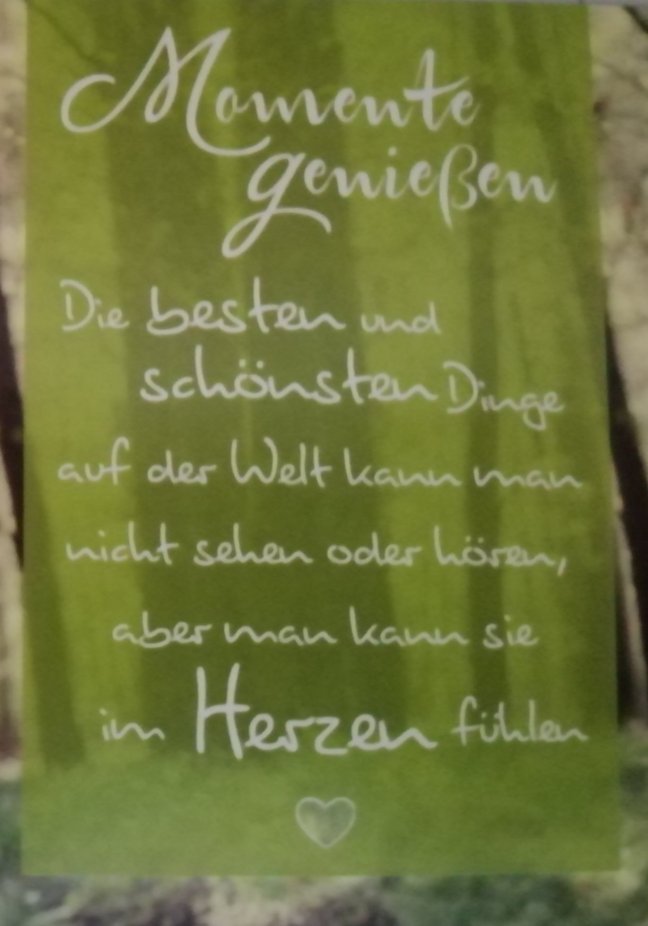 Momente
genießen
Die besten und
schönsten Dinge
auf der Welt kann man
nicht sehen oder hören,
aber man kann sie
im Herzen fühlen